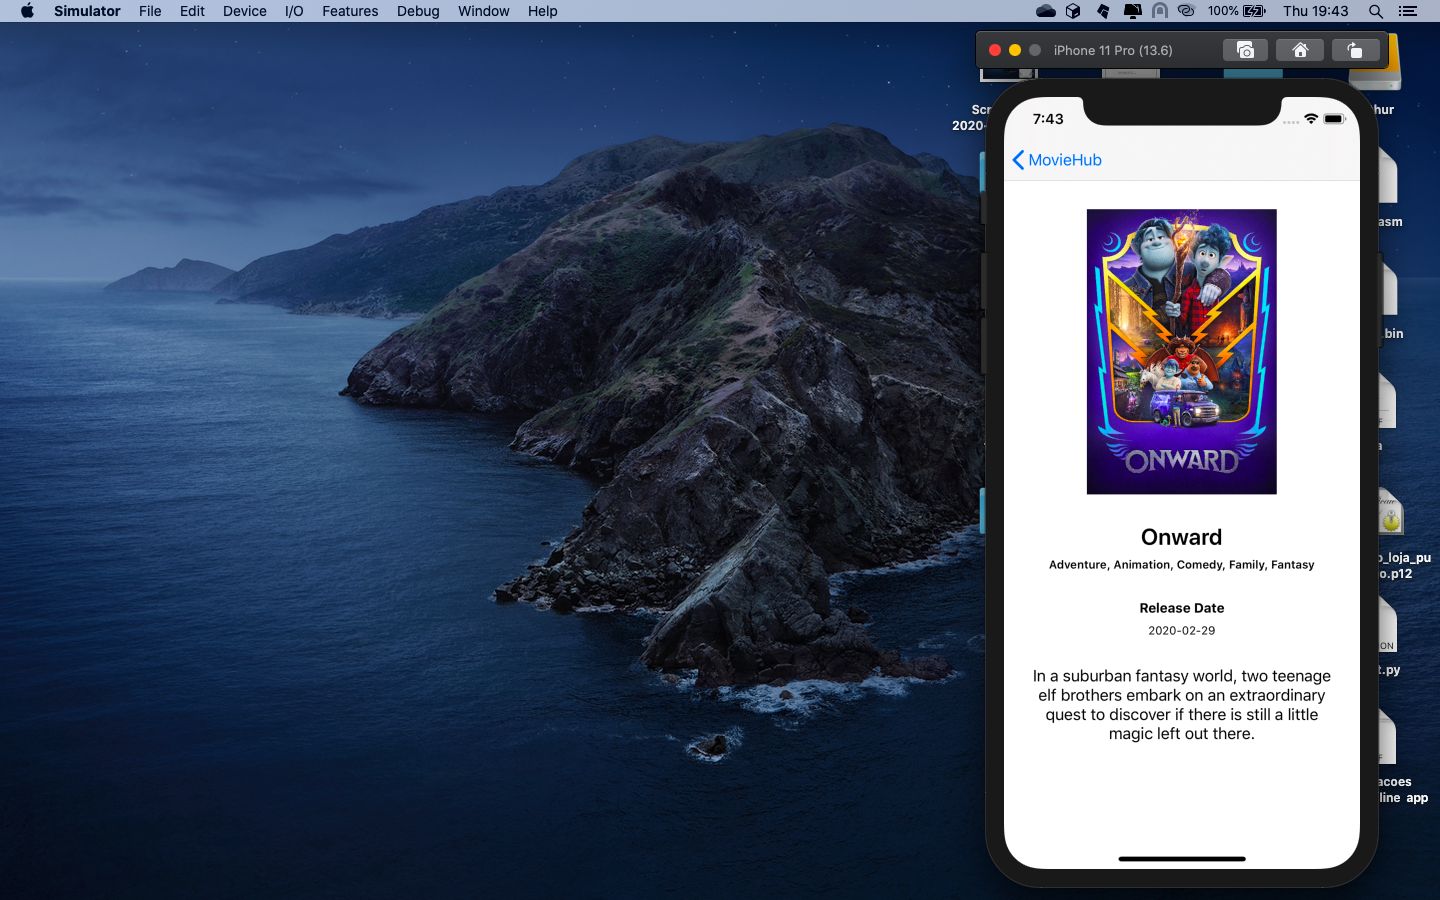 Simulator File Edit Device I/O Features Debug Window Help
100% Thu 19:43
iPhone 11 Pro (13.6)
2020-
7:43
MovieHub
ONWARD
Onward
Adventure, Animation, Comedy, Family, Fantasy
Release Date
2020-02-29
In a suburban fantasy world, two teenage
elf brothers embark on an extraordinary
quest to discover if there is still a little
magic left out there.
hur
asm
.bin
o_loja_pu
o.p12
ON
t.py
acoes
line app